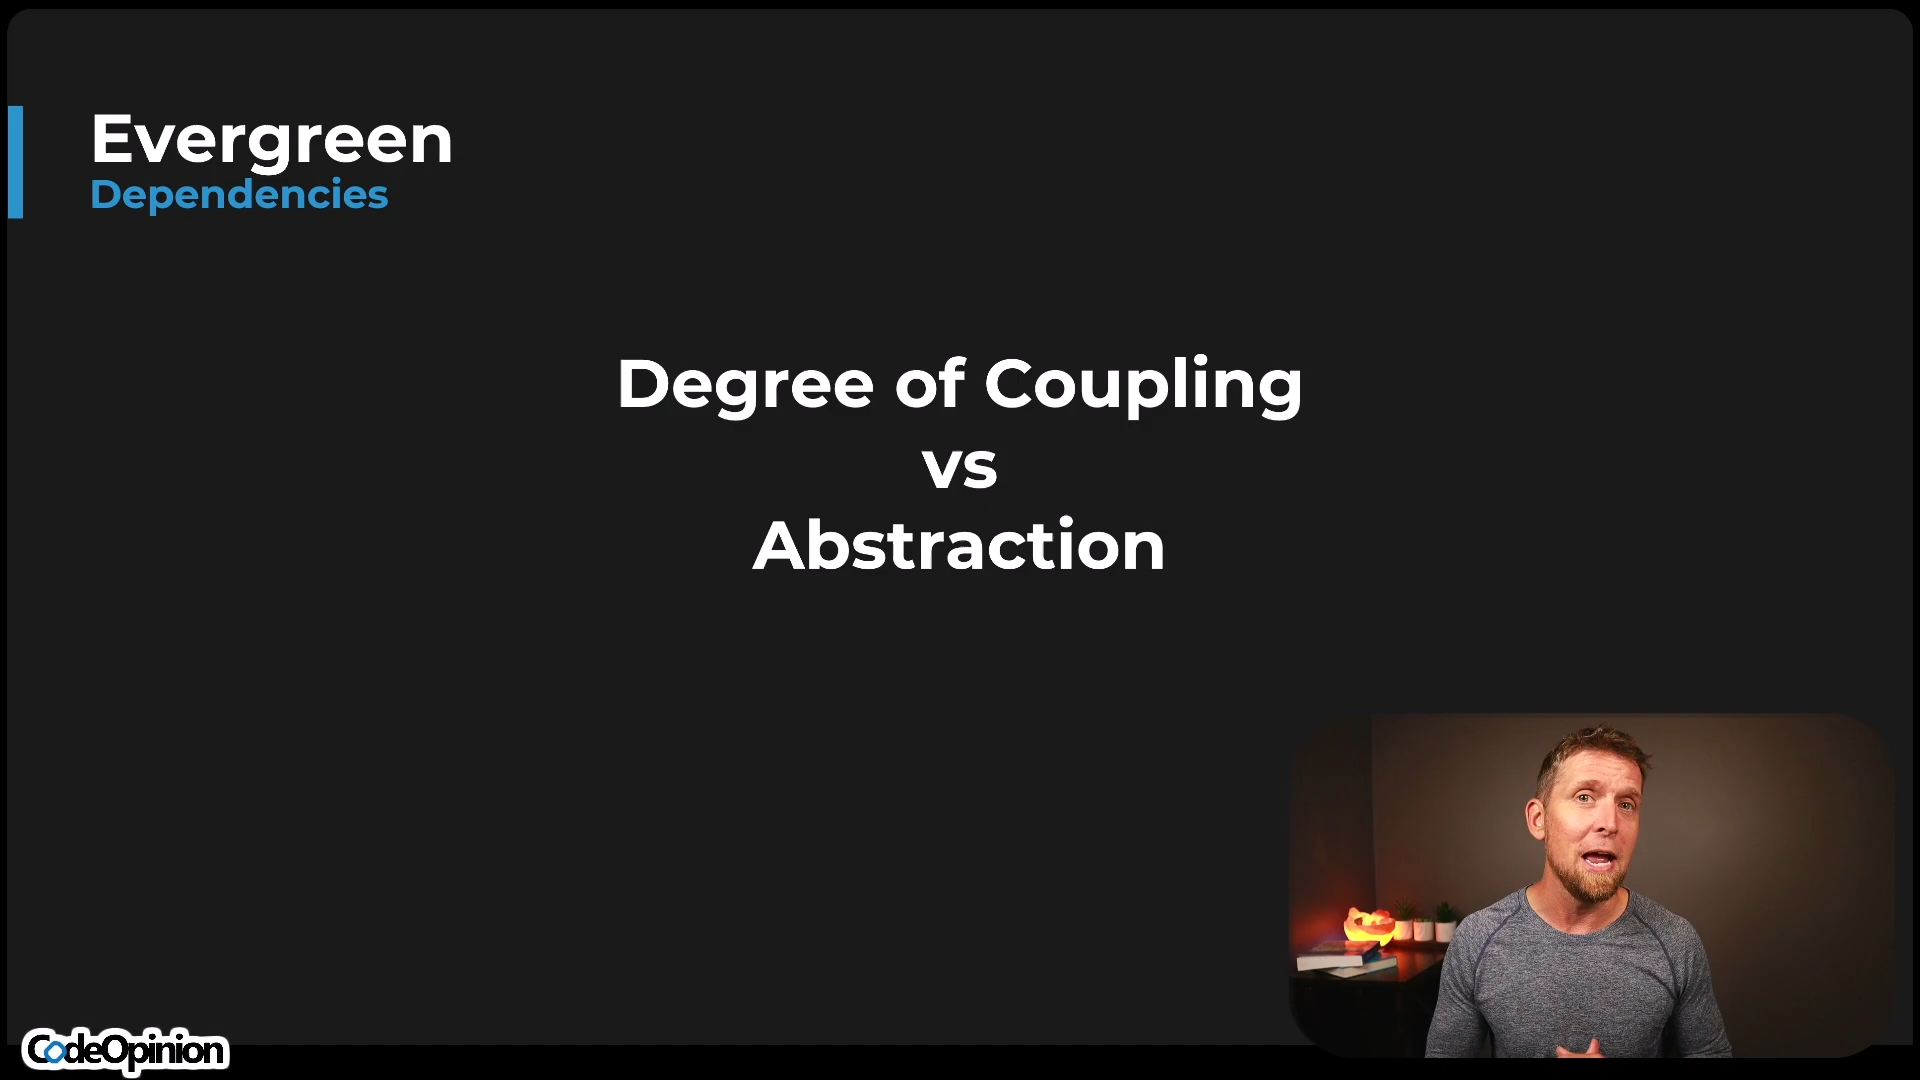 Evergreen
Dependencies
Degree of Coupling
vs
Abstraction
CodeOpinion